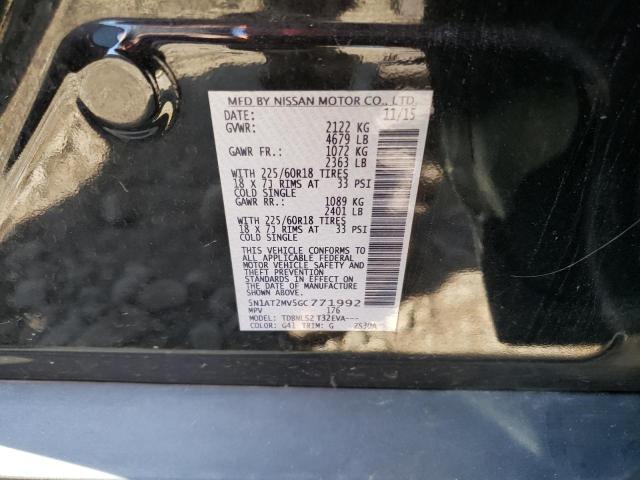 MFD BY NISSAN MOTOR CO., LTD.
DATE: 11/15
GVWR: 2122 KG
4679 LB
GAWR FR.: 1072 KG
2363 LB
WITH 225/60R18 TIRES
18 X 7J RIMS AT 33 PSI
COLD SINGLE
GAWR RR.: 1089 KG
2401 LB
WITH 225/60R18 TIRES
18 X 7J RIMS AT 33 PSI
COLD SINGLE
THIS VEHICLE CONFORMS TO
ALL APPLICABLE FEDERAL
MOTOR VEHICLE SAFETY AND
THEFT PREVENTION
STANDARDS IN EFFECT ON
THE DATE OF MANUFACTURE
5N1AT2MV5GC771992
MPV 176
MODEL: TDBNLS2 T32EVA---
COLOR: G41 TRIM: G 2530A